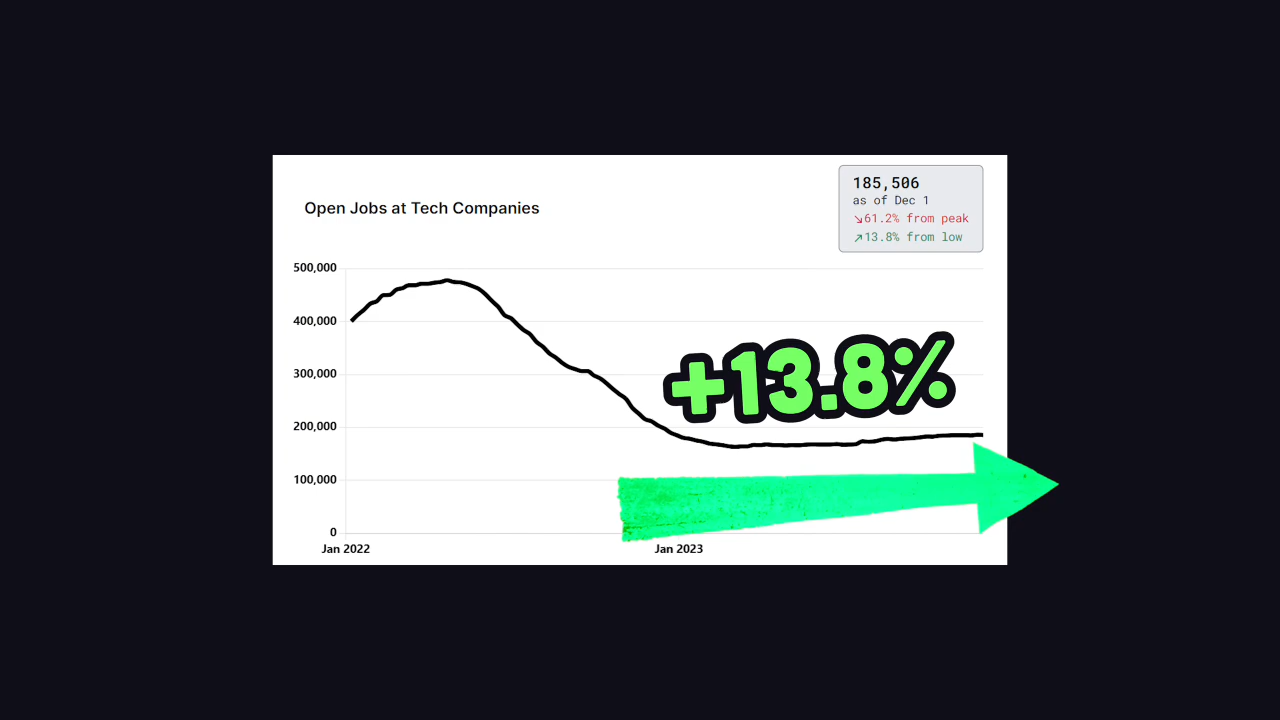 185,506
as of Dec 1
↘61.2% from peak
↗13.8% from low
Open Jobs at Tech Companies
500,000
400,000
300,000
200,000
100,000
0
+13.8%
Jan 2022
Jan 2023